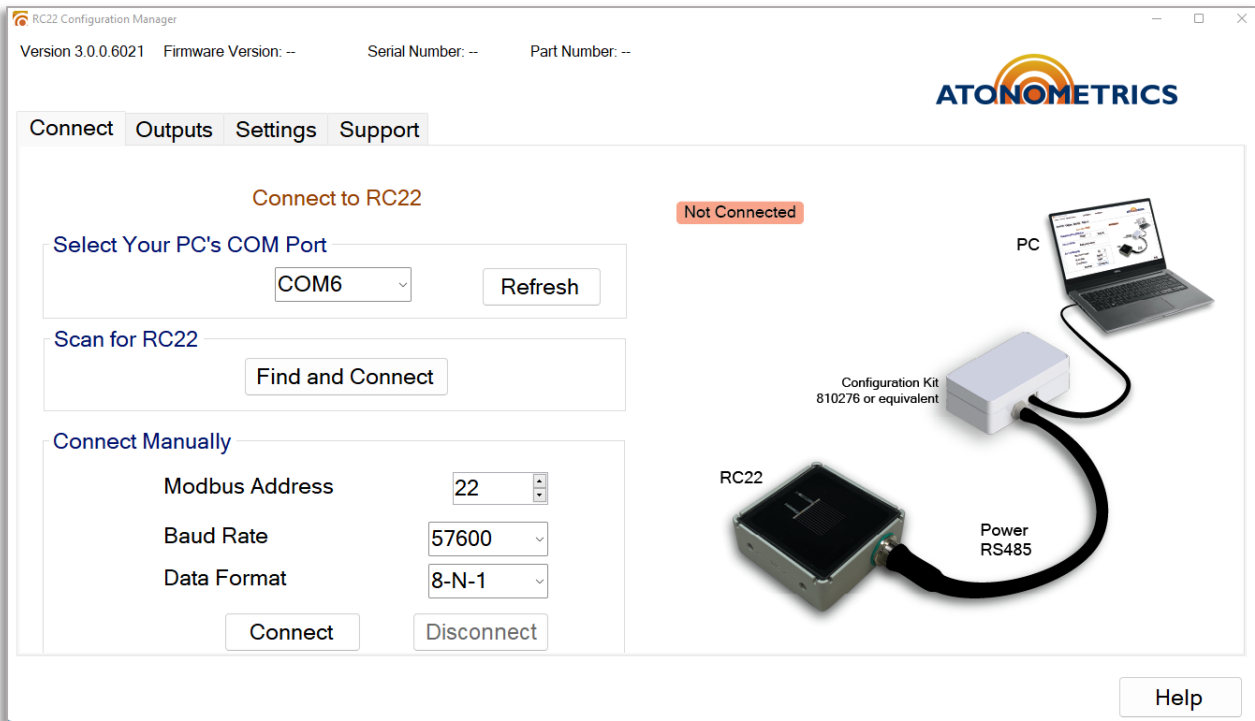 RC22 Configuration Manager
Version 3.0.0.6021 Firmware Version: -- Serial Number: -- Part Number: --
ATONOMETRICS
Connect Outputs Settings Support
Connect to RC22
Not Connected
Select Your PC's COM Port
COM6
Refresh
PC
Scan for RC22
Find and Connect
Configuration Kit
810276 or equivalent
Connect Manually
Modbus Address 22
RC22
Baud Rate 57600
Data Format 8-N-1
Power
RS485
Connect Disconnect
Help